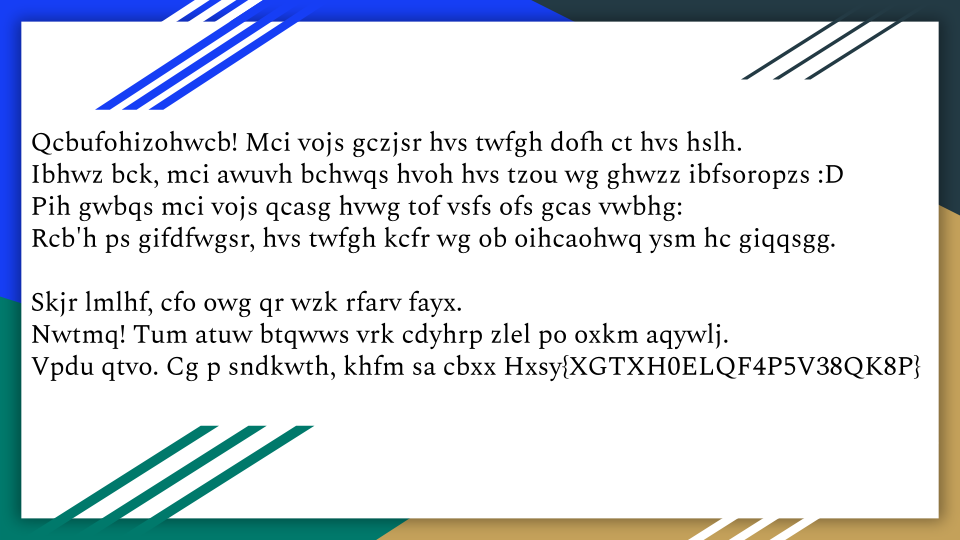 Qcbufohizohwcb! Mci vojs gczjsr hvs twfgh dofh ct hvs hslh.
Ibhwz bck, mci awuvh bchwqs hvoh hvs tzou wg ghwzz ibfsoropzs :D
Pih gwbqs mci vojs qcasg hvwg tof vsfs ofs gcas vwbhg:
Rcb'h ps gifdfwgsr, hvs twfgh kcfr wg ob oihcaohwq ysm hc giqqsgg.
Skjr lmlhf, cfo owg qr wzk rfarv fayx.
Nwtmq! Tum atuw btqwws vrk cdyhrp zlel po oxkm aqywlj.
Vpdu qtvo. Cg p sndkwth, khfm sa cbxx Hxsy{XGTXH0ELQF4P5V38QK8P}